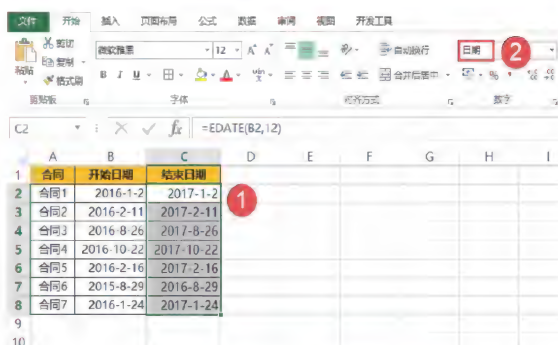 文件 开始 插入 页面布局 公式 数据 审阅 视图 开发工具
剪切
微软雅黑 12 A A 自动换行 日期 2
复制
粘贴 格式刷 B I U A wén 合并后居中 %
剪贴板 字体 对齐方式 数字
C2 fx =EDATE(B2,12)
A B C D E F G H I
1 合同 开始日期 结束日期
2 合同1 2016-1-2 2017-1-2 1
3 合同2 2016-2-11 2017-2-11
4 合同3 2016-8-26 2017-8-26
5 合同4 2016-10-22 2017-10-22
6 合同5 2016-2-16 2017-2-16
7 合同6 2015-8-29 2016-8-29
8 合同7 2016-1-24 2017-1-24
9
10